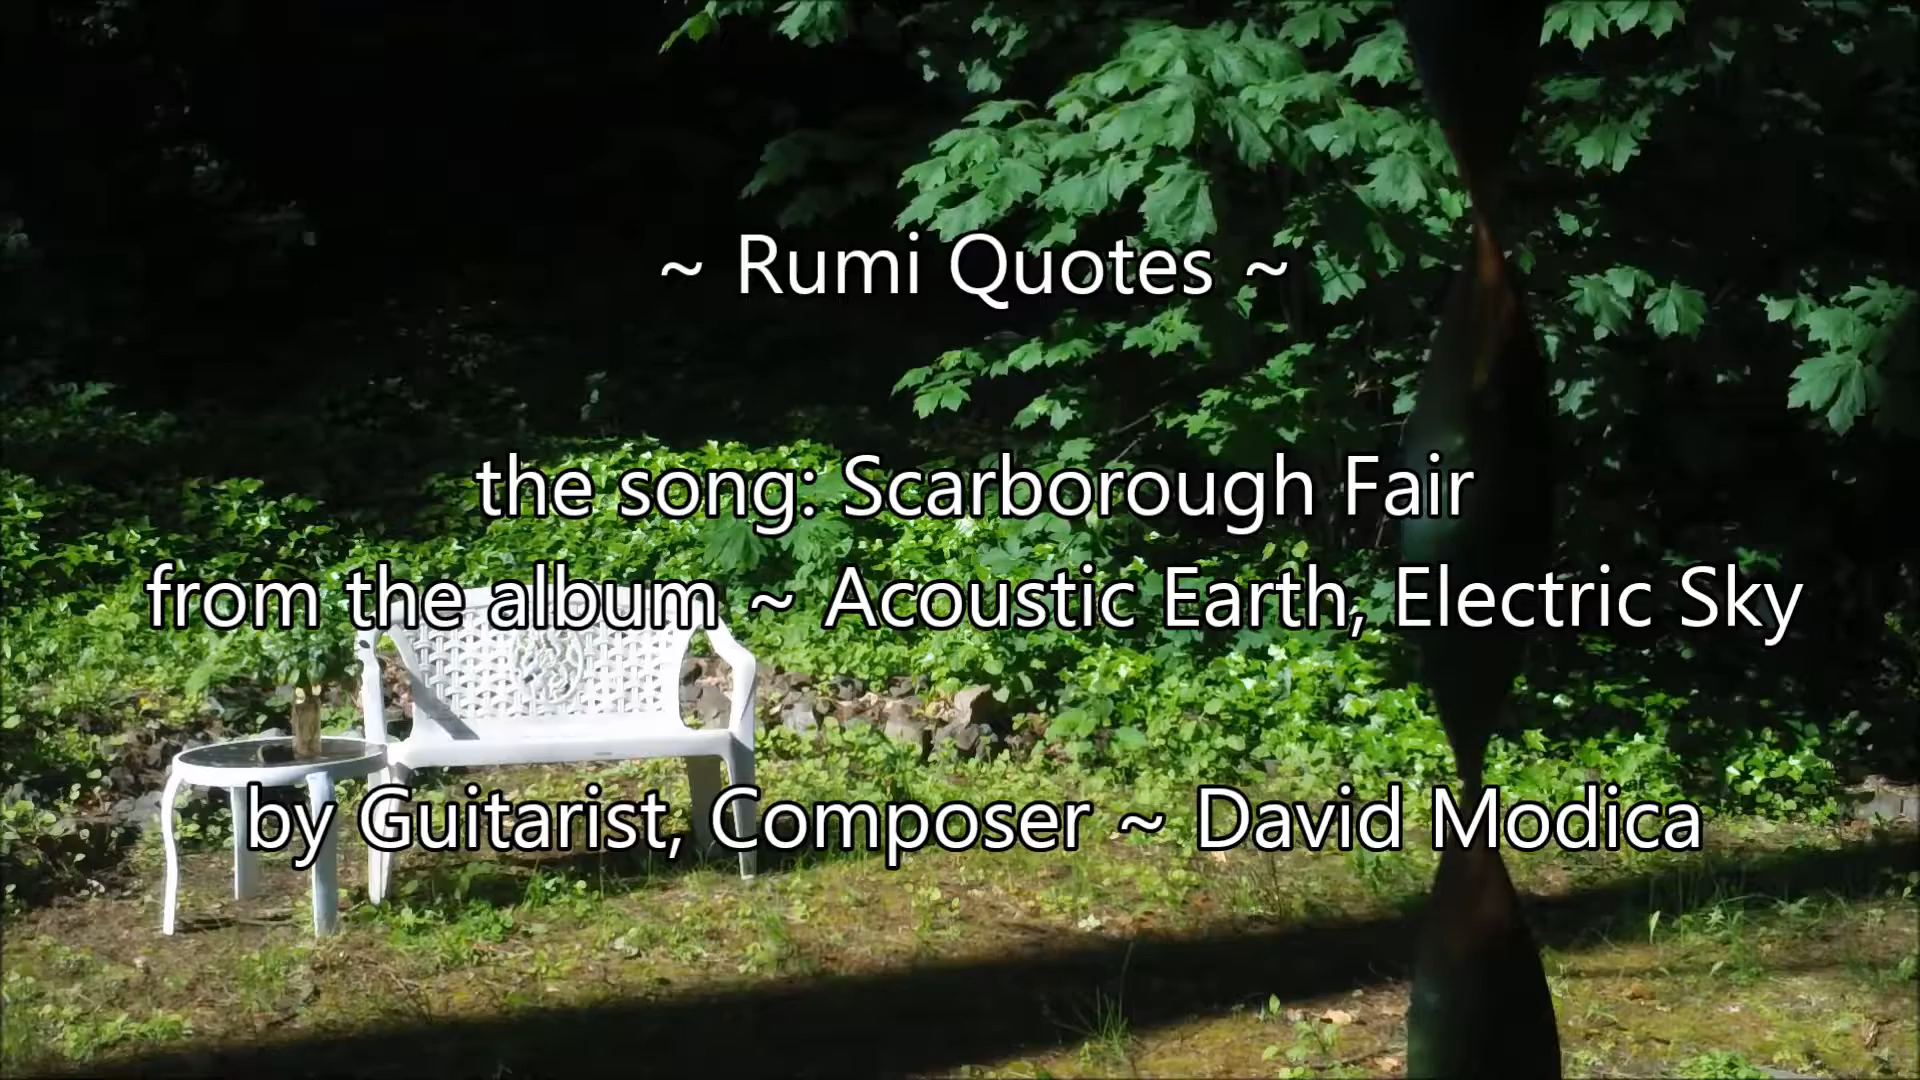 ~ Rumi Quotes ~
the song: Scarborough Fair
from the album ~ Acoustic Earth, Electric Sky
by Guitarist, Composer ~ David Modica